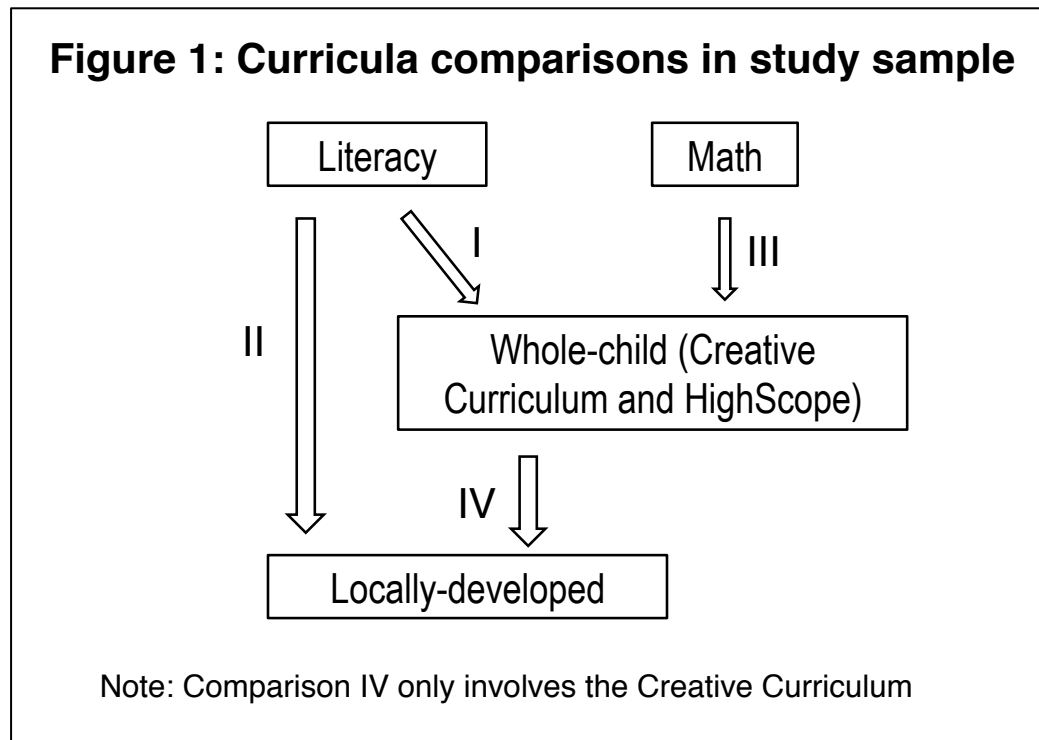 Figure 1: Curricula comparisons in study sample
Literacy
Math
I
III
II
Whole-child (Creative
Curriculum and HighScope)
IV
Locally-developed
Note: Comparison IV only involves the Creative Curriculum